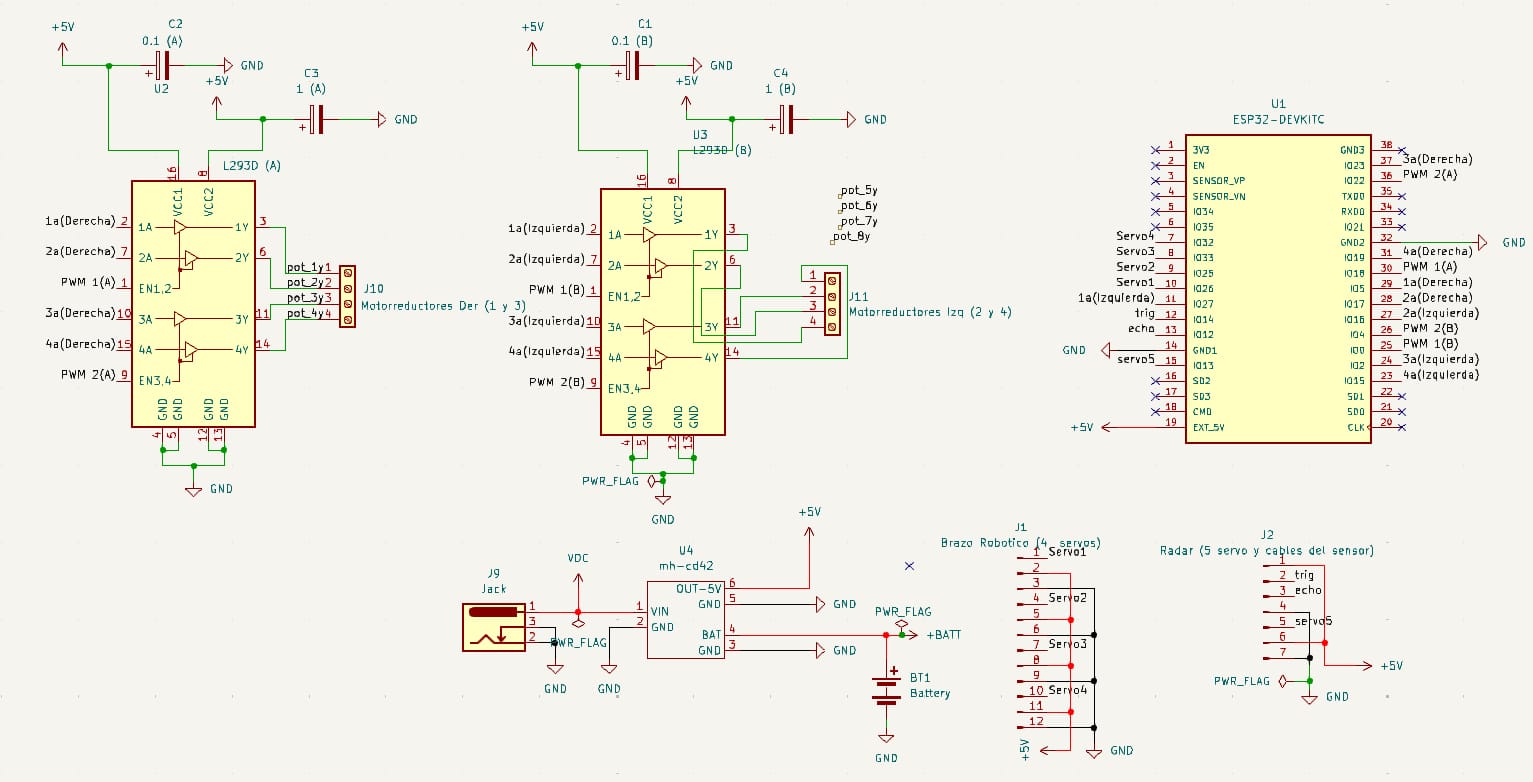 +5V
C2
0.1 (A)
+
U2
GND
+5V
C3
1 (A)
+
GND
L293D (A)
16
8
VCC1
VCC2
1a(Derecha) 2 1A 1Y 3
2a(Derecha) 7 2A 2Y 6
PWM 1(A) 1 EN1,2
3a(Derecha) 10 3A 3Y 11
4a(Derecha) 15 4A 4Y 14
PWM 2(A) 9 EN3,4
GND GND GND GND
4 5 12 13
GND
pot_1y 1
pot_2y 2
pot_3y 3
pot_4y 4
J10
Motorreductores Der (1 y 3)
+5V
C1
0.1 (B)
+
GND
+5V
C4
1 (B)
+
GND
U3
L293D (B)
16
8
VCC1
VCC2
1a(Izquierda) 2 1A 1Y 3
2a(Izquierda) 7 2A 2Y 6
PWM 1(B) 1 EN1,2
3a(Izquierda) 10 3A 3Y 11
4a(Izquierda) 15 4A 4Y 14
PWM 2(B) 9 EN3,4
GND GND GND GND
4 5 12 13
PWR_FLAG
GND
pot_5y
pot_6y
pot_7y
pot_8y
1
2
3
4
J11
Motorreductores Izq (2 y 4)
U1
ESP32-DEVKITC
1 3V3 GND3 38
2 EN IO23 37 3a(Derecha)
3 SENSOR_VP IO22 36 PWM 2(A)
4 SENSOR_VN TXD0 35
5 IO34 RXD0 34
6 IO35 IO21 33
Servo4 7 IO32 GND2 32 GND
Servo3 8 IO33 IO19 31 4a(Derecha)
Servo2 9 IO25 IO18 30 PWM 1(A)
Servo1 10 IO26 IO5 29 1a(Derecha)
1a(Izquierda) 11 IO27 IO17 28 2a(Derecha)
trig 12 IO14 IO16 27 2a(Izquierda)
echo 13 IO12 IO4 26 PWM 2(B)
GND 14 GND1 IO0 25 PWM 1(B)
servo5 15 IO13 IO2 24 3a(Izquierda)
16 SD2 IO15 23 4a(Izquierda)
17 SD3 SD1 22
18 CMD SD0 21
+5V 19 EXT_5V CLK 20
J9
Jack
1
3
2
GND
VDC
PWR_FLAG
GND
U4
mh-cd42
1 VIN OUT-5V 6
2 GND GND 5
BAT 4
GND 3
+5V
GND
GND
PWR_FLAG
+BATT
+
BT1
Battery
GND
J1
Brazo Robotico (4 servos)
1 Servo1
2
3
4 Servo2
5
6
7 Servo3
8
9
10 Servo4
11
12
+5V
GND
J2
Radar (5 servo y cables del sensor)
1
2 trig
3 echo
4
5 servo5
6
7
+5V
PWR_FLAG
GND